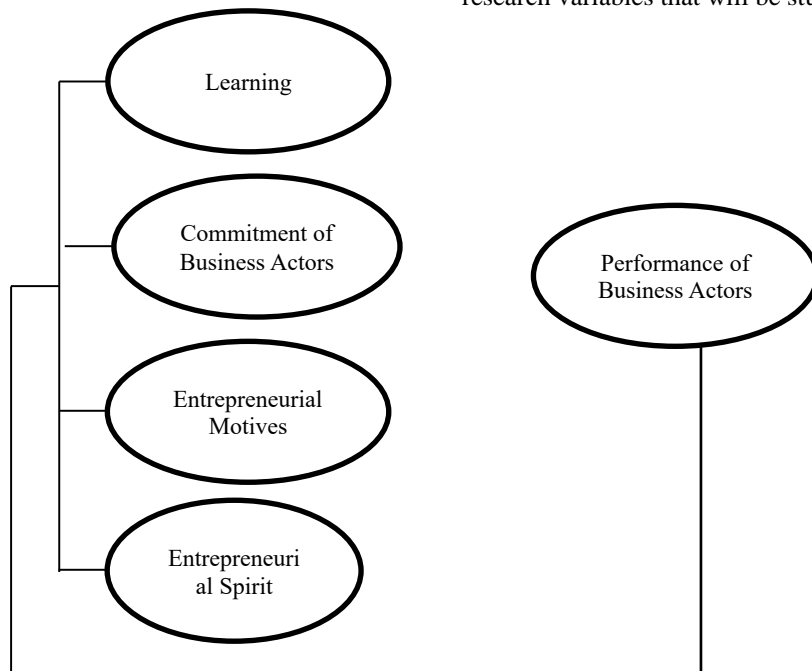 research variables that will be stu
Learning
Commitment of
Business Actors
Performance of
Business Actors
Entrepreneurial
Motives
Entrepreneuri
al Spirit